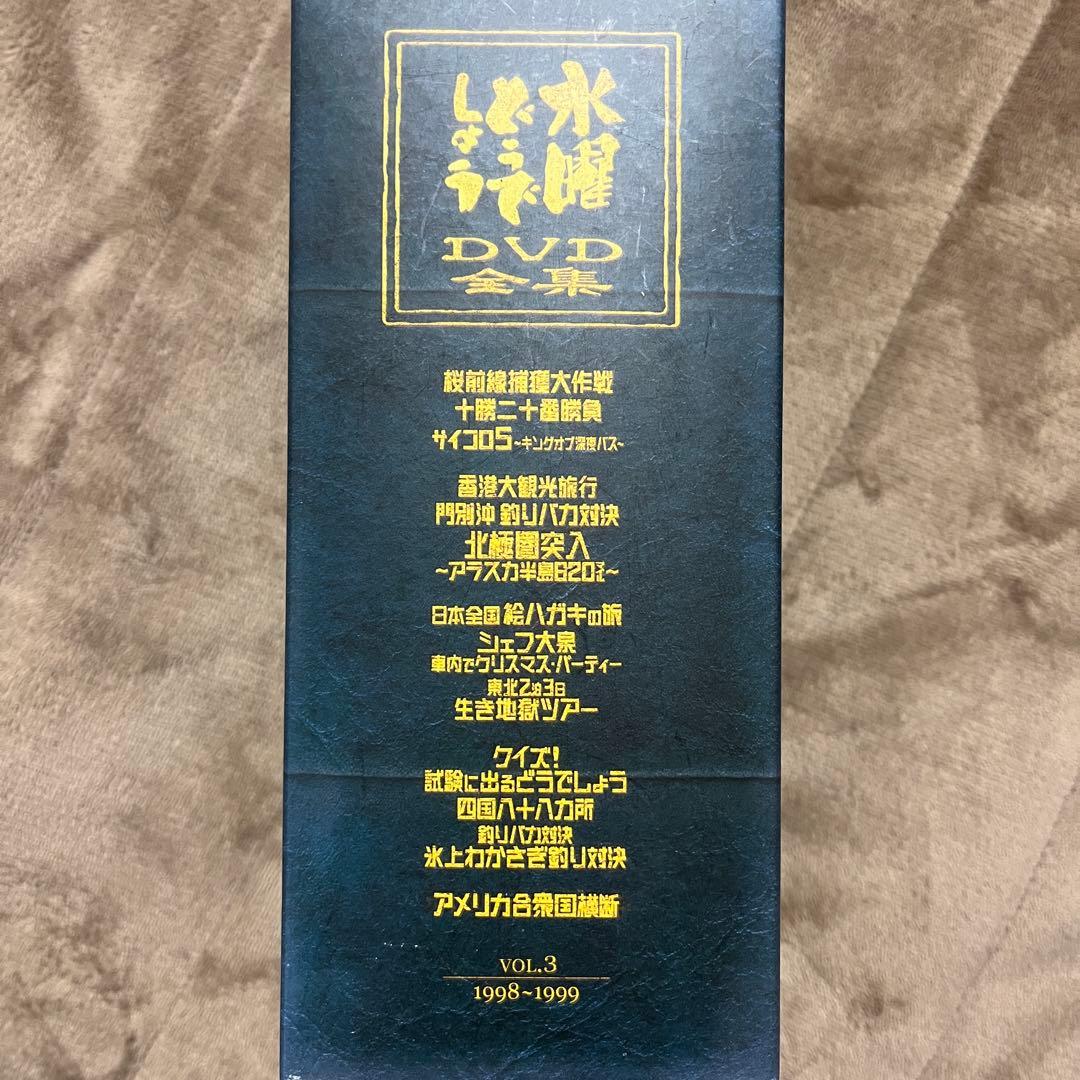 水曜
どうで
しょう
DVD
全集
桜前線捕獲大作戦
十勝二十番勝負
サイコロ5~キングオブ深夜バス~
香港大観光旅行
門別沖 釣りバカ対決
北極圏突入
~アラスカ半島620マイル~
日本全国 絵ハガキの旅
シェフ大泉
車内でクリスマス・パーティー
東北2泊3日
生き地獄ツアー
クイズ!
試験に出るどうでしょう
四国八十八カ所
釣りバカ対決
氷上わかさぎ釣り対決
アメリカ合衆国横断
VOL.3
1998~1999